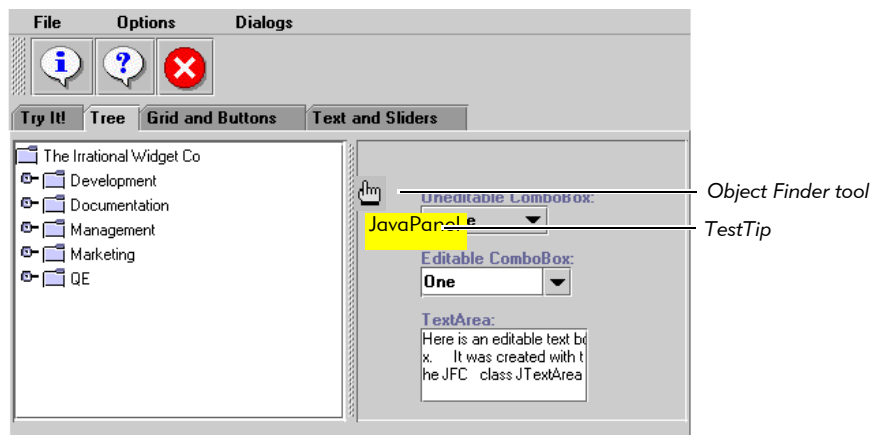 File Options Dialogs
Try It! Tree Grid and Buttons Text and Sliders
The Irrational Widget Co
Development
Documentation
Management
Marketing
QE
Uneditable ComboBox:
JavaPanel
Editable ComboBox:
One
TextArea:
Here is an editable text bo
x. It was created with t
he JFC class JTextArea
Object Finder tool
TestTip